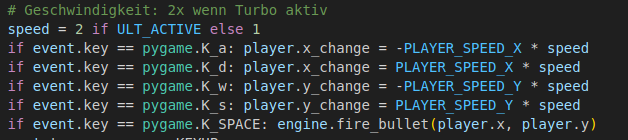 # Geschwindigkeit: 2x wenn Turbo aktiv
speed = 2 if ULT_ACTIVE else 1
if event.key == pygame.K_a: player.x_change = -PLAYER_SPEED_X * speed
if event.key == pygame.K_d: player.x_change = PLAYER_SPEED_X * speed
if event.key == pygame.K_w: player.y_change = -PLAYER_SPEED_Y * speed
if event.key == pygame.K_s: player.y_change = PLAYER_SPEED_Y * speed
if event.key == pygame.K_SPACE: engine.fire_bullet(player.x, player.y)